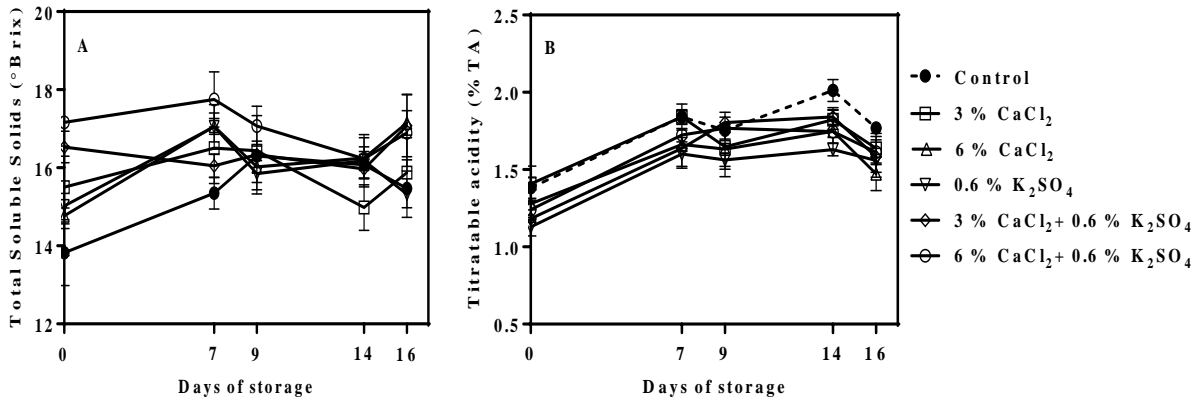 A
Total Soluble Solids (°Brix)
20
18
16
14
12
0 7 9 14 16
Days of storage
B
Titratable acidity (% TA)
2.5
2.0
1.5
1.0
0.5
0 7 9 14 16
Days of storage
Control
3 % CaCl2
6 % CaCl2
0.6 % K2SO4
3 % CaCl2+ 0.6 % K2SO4
6 % CaCl2+ 0.6 % K2SO4